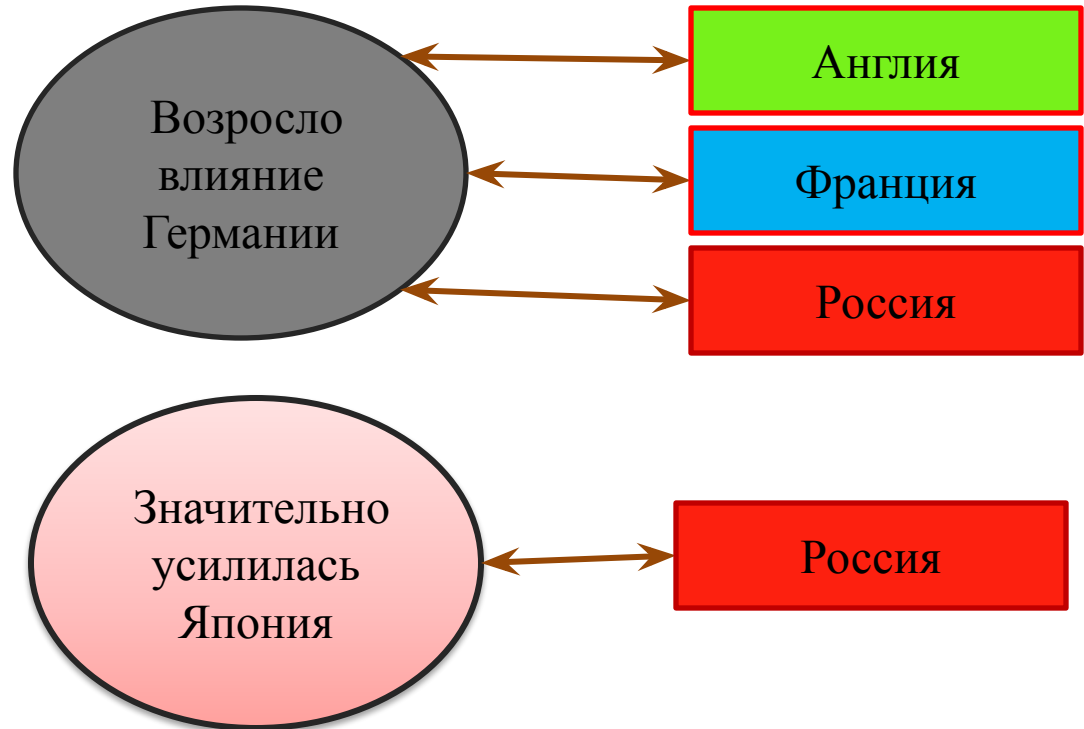 Возросло
влияние
Германии
Англия
Франция
Россия
Значительно
усилилась
Япония
Россия